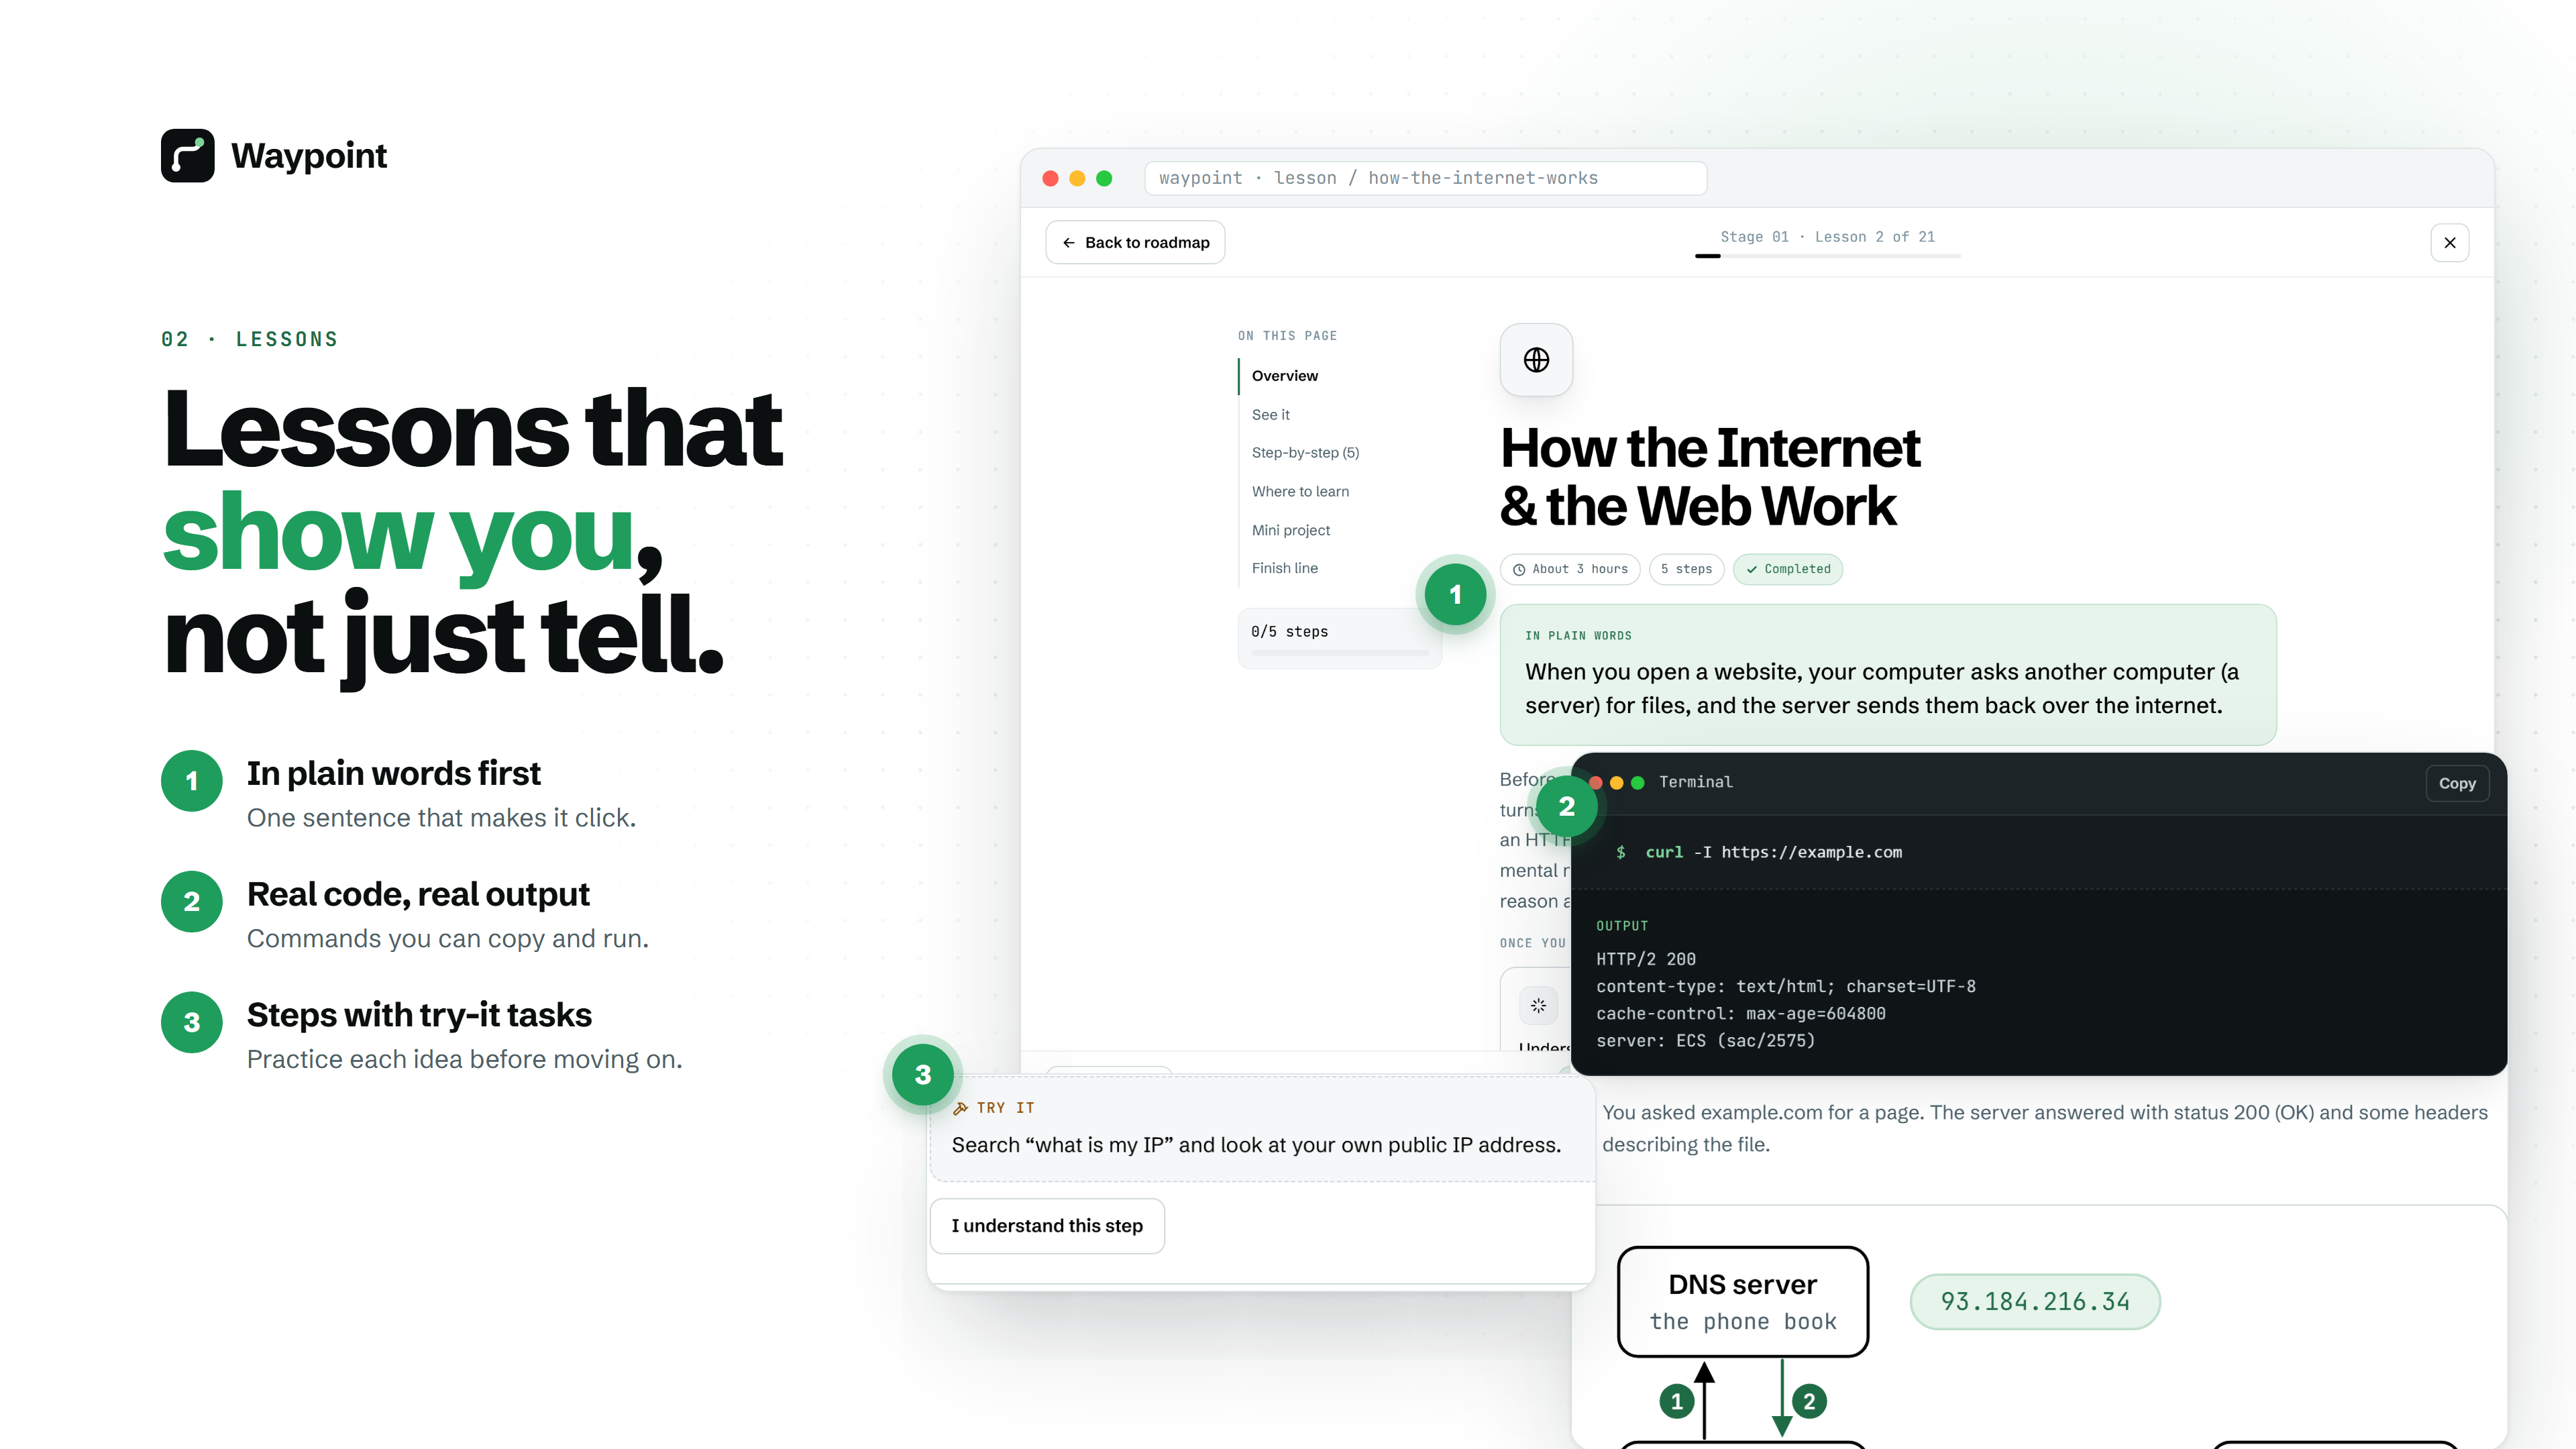 Waypoint
02 · LESSONS
Lessons that
show you,
not just tell.
1
In plain words first
One sentence that makes it click.
2
Real code, real output
Commands you can copy and run.
3
Steps with try-it tasks
Practice each idea before moving on.
waypoint · lesson / how-the-internet-works
Back to roadmap
Stage 01 · Lesson 2 of 21
ON THIS PAGE
Overview
See it
Step-by-step (5)
Where to learn
Mini project
Finish line
0/5 steps
How the Internet
& the Web Work
About 3 hours
5 steps
Completed
1
IN PLAIN WORDS
When you open a website, your computer asks another computer (a
server) for files, and the server sends them back over the internet.
Before
turns
an HTTP
mental
reason
ONCE YOU
2
Terminal
Copy
$ curl -I https://example.com
OUTPUT
HTTP/2 200
content-type: text/html; charset=UTF-8
cache-control: max-age=604800
server: ECS (sac/2575)
You asked example.com for a page. The server answered with status 200 (OK) and some headers
describing the file.
3
TRY IT
Search “what is my IP” and look at your own public IP address.
I understand this step
DNS server
the phone book
93.184.216.34
1
2